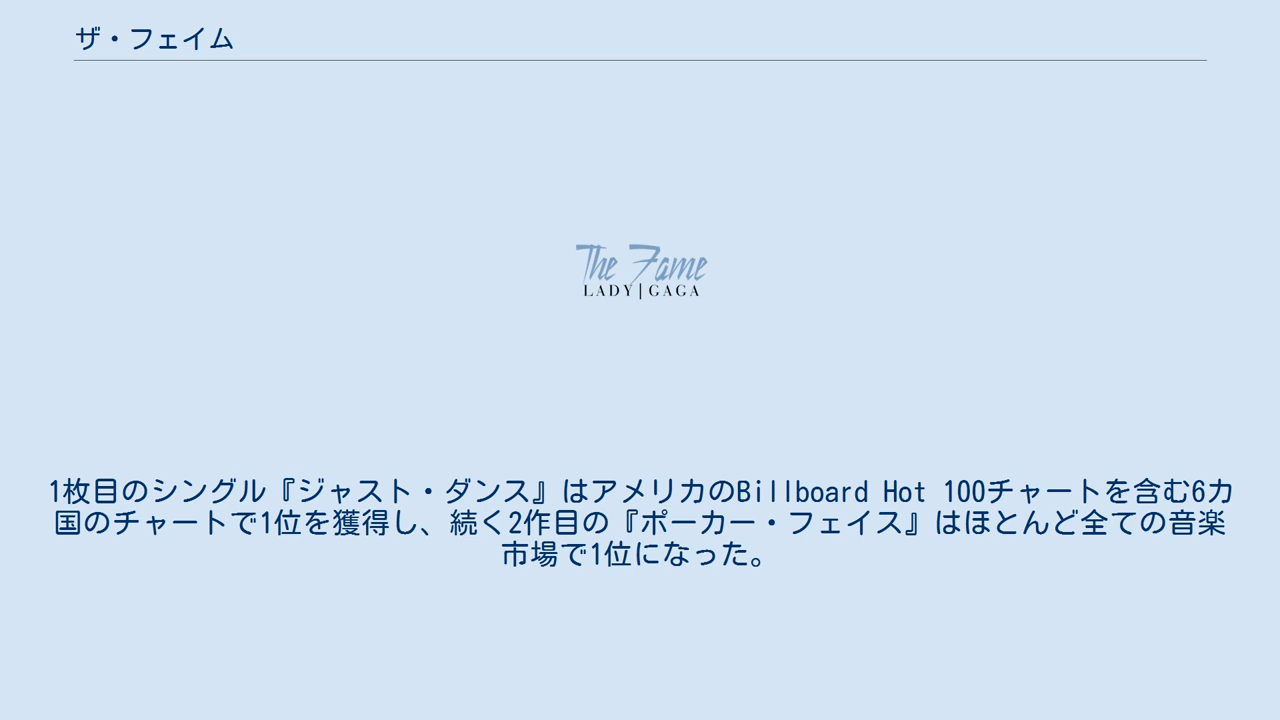 ザ・フェイム
The Fame
LADY|GAGA
1枚目のシングル『ジャスト・ダンス』はアメリカのBillboard Hot 100チャートを含む6カ
国のチャートで1位を獲得し、続く2作目の『ポーカー・フェイス』はほとんど全ての音楽
市場で1位になった。